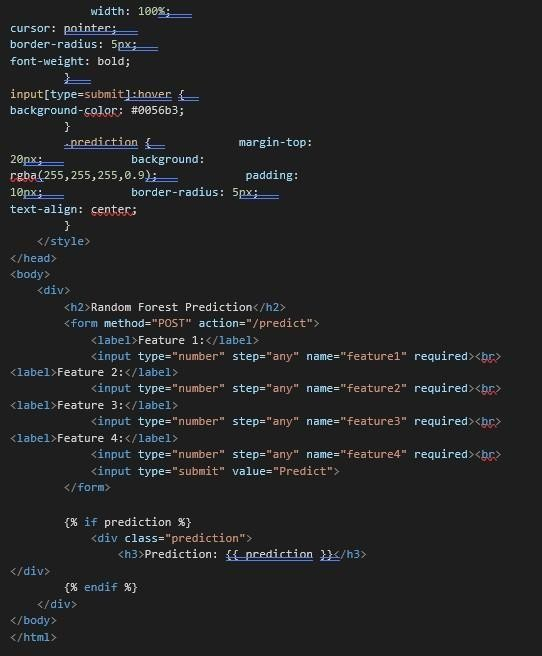 width: 100%;
cursor: pointer;
border-radius: 5px;
font-weight: bold;
}
input[type=submit]:hover {
background-color: #0056b3;
}
.prediction { margin-top:
20px; background:
rgba(255,255,255,0.9); padding:
10px; border-radius: 5px;
text-align: center;
}
</style>
</head>
<body>
<div>
<h2>Random Forest Prediction</h2>
<form method="POST" action="/predict">
<label>Feature 1:</label>
<input type="number" step="any" name="feature1" required><br>
<label>Feature 2:</label>
<input type="number" step="any" name="feature2" required><br>
<label>Feature 3:</label>
<input type="number" step="any" name="feature3" required><br>
<label>Feature 4:</label>
<input type="number" step="any" name="feature4" required><br>
<input type="submit" value="Predict">
</form>
{% if prediction %}
<div class="prediction">
<h3>Prediction: {{ prediction }}</h3>
</div>
{% endif %}
</div>
</body>
</html>